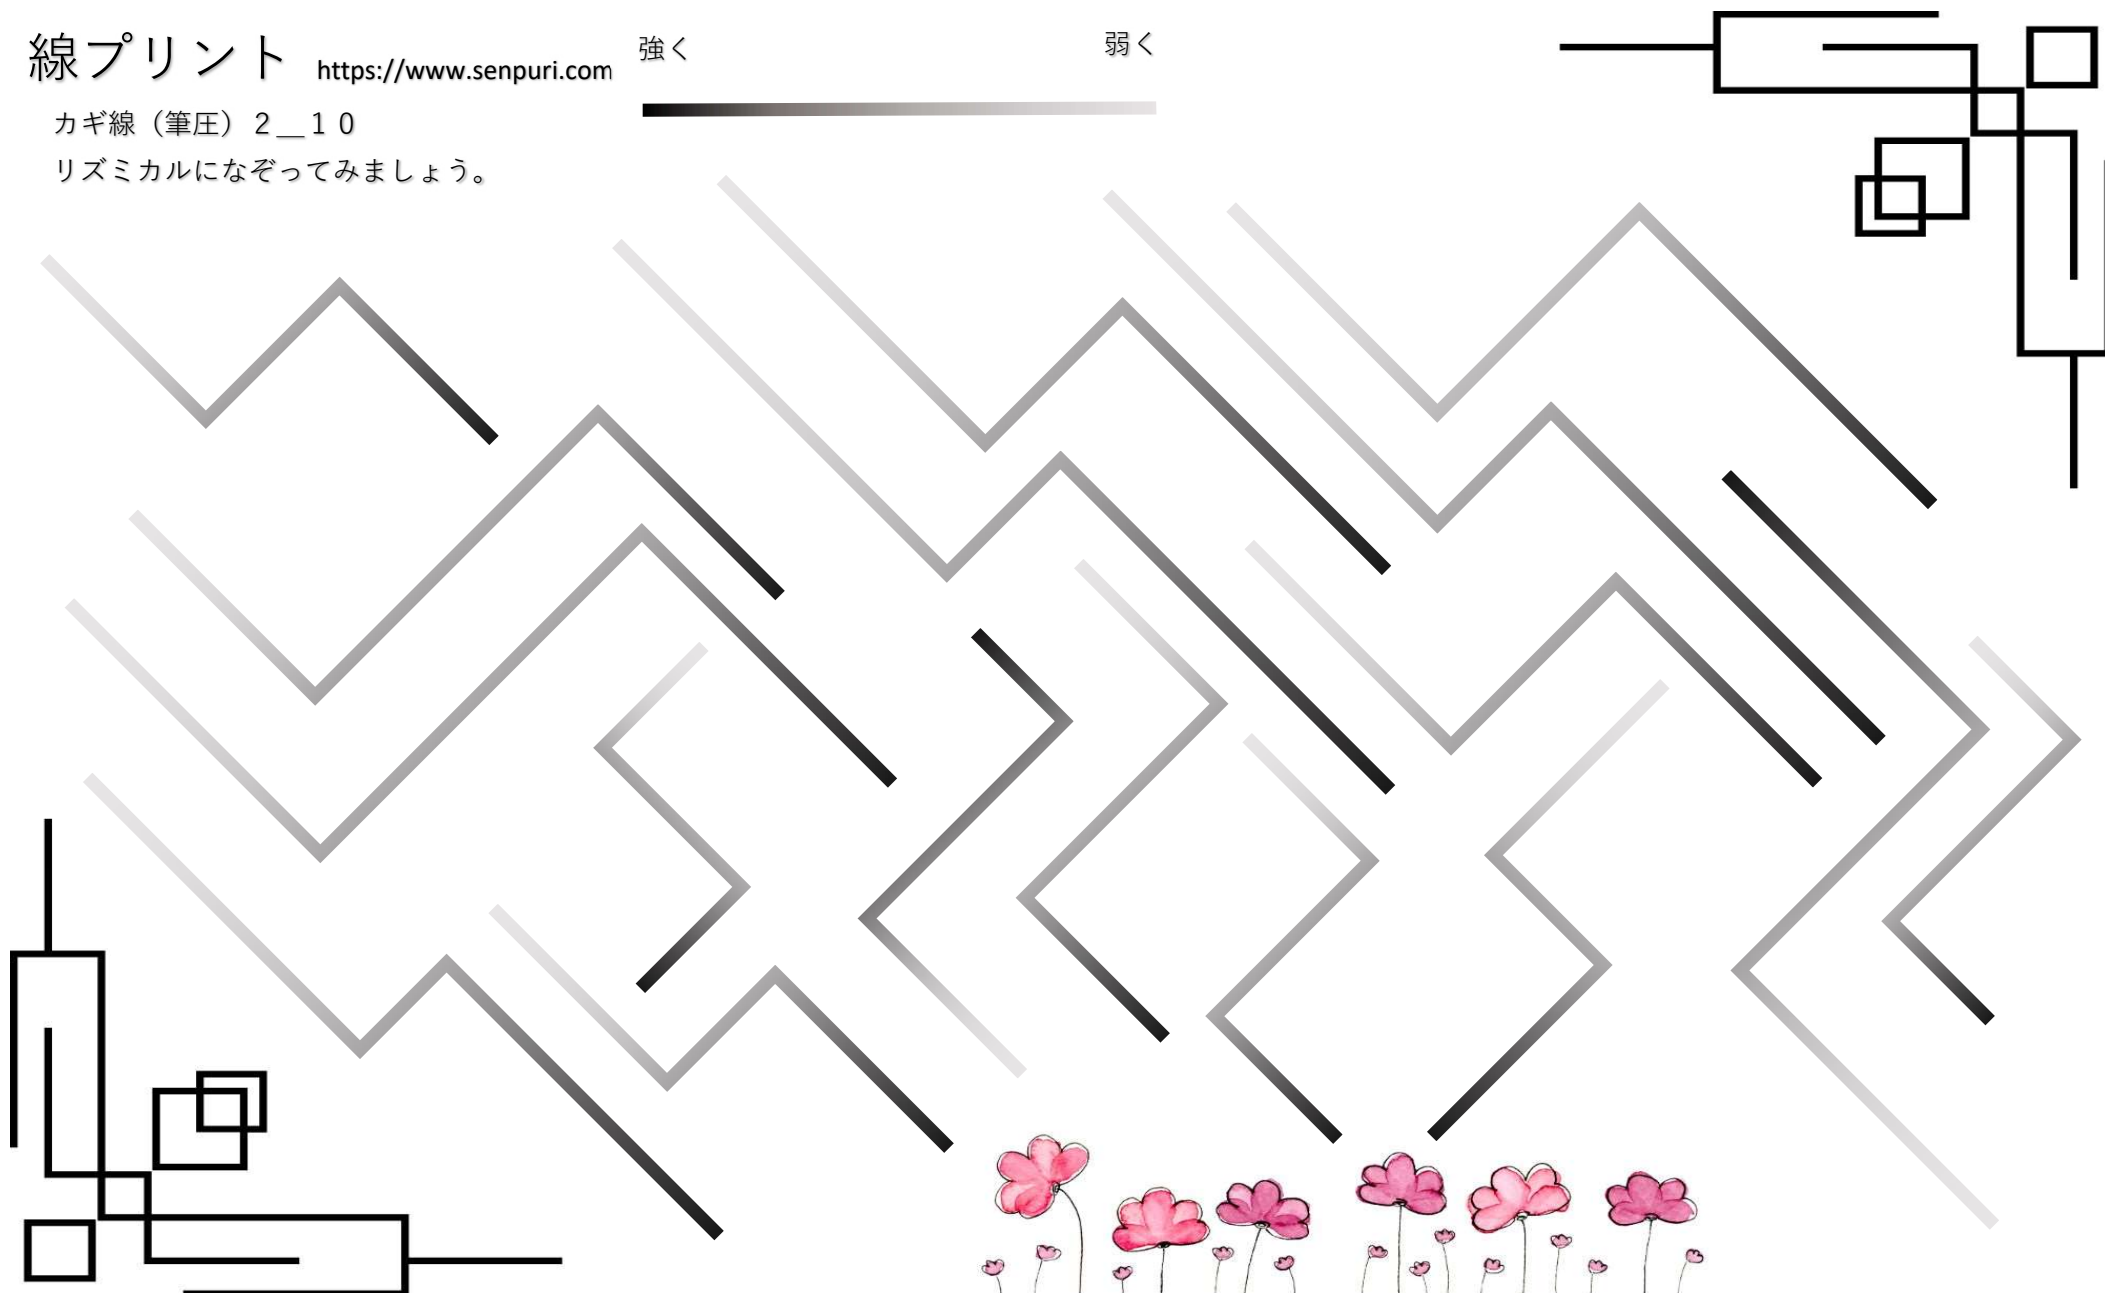 線プリント https://www.senpuri.com
強く 弱く
カギ線（筆圧）２＿１０
リズミカルになぞってみましょう。